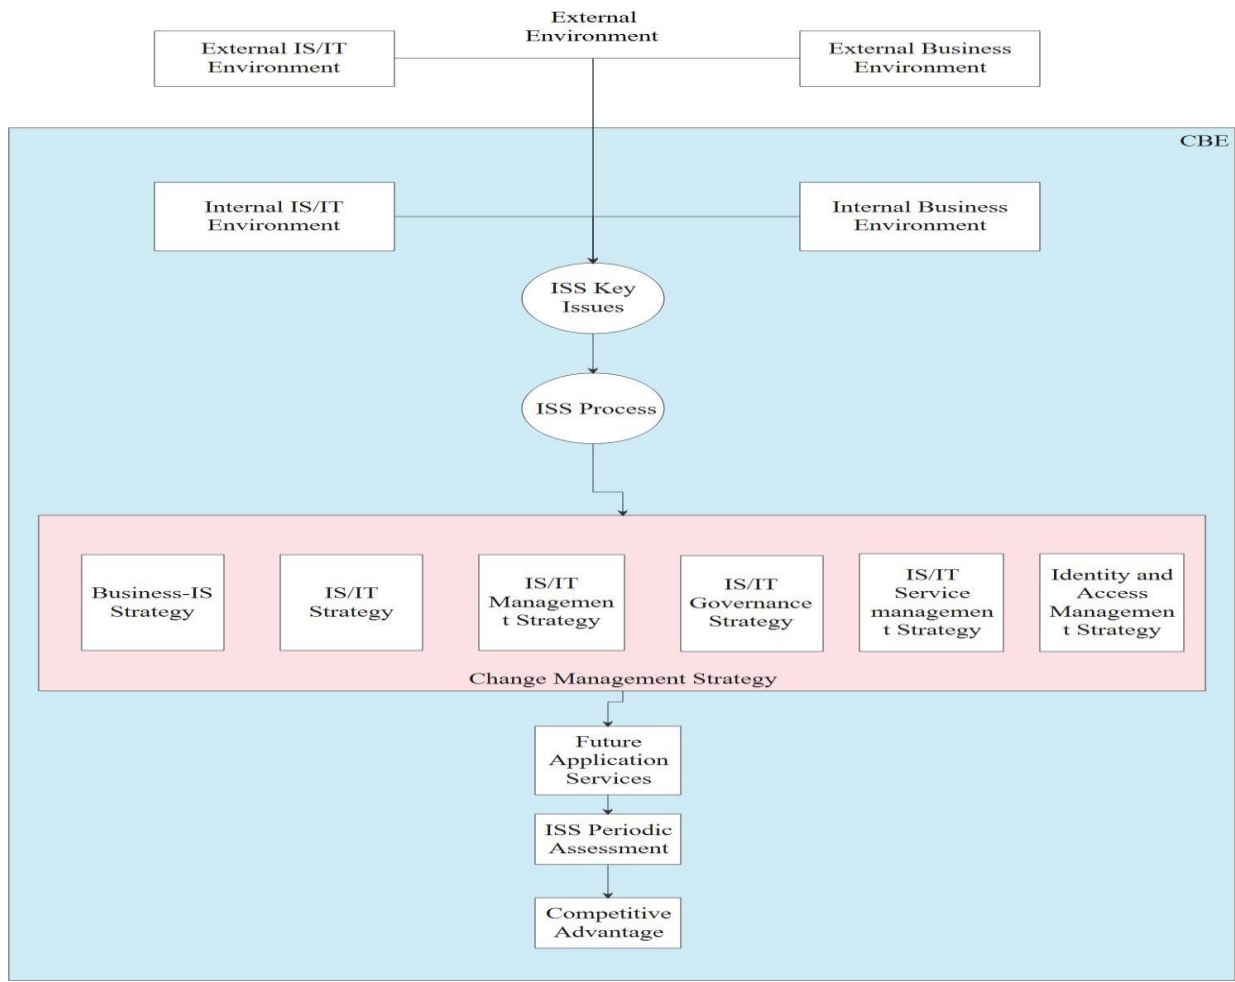 External
Environment
External IS/IT
Environment
External Business
Environment
CBE
Internal IS/IT
Environment
Internal Business
Environment
ISS Key
Issues
ISS Process
Business-IS
Strategy
IS/IT
Strategy
IS/IT
Managemen
t Strategy
IS/IT
Governance
Strategy
IS/IT
Service
managemen
t Strategy
Identity and
Access
Managemen
t Strategy
Change Management Strategy
Future
Application
Services
ISS Periodic
Assessment
Competitive
Advantage